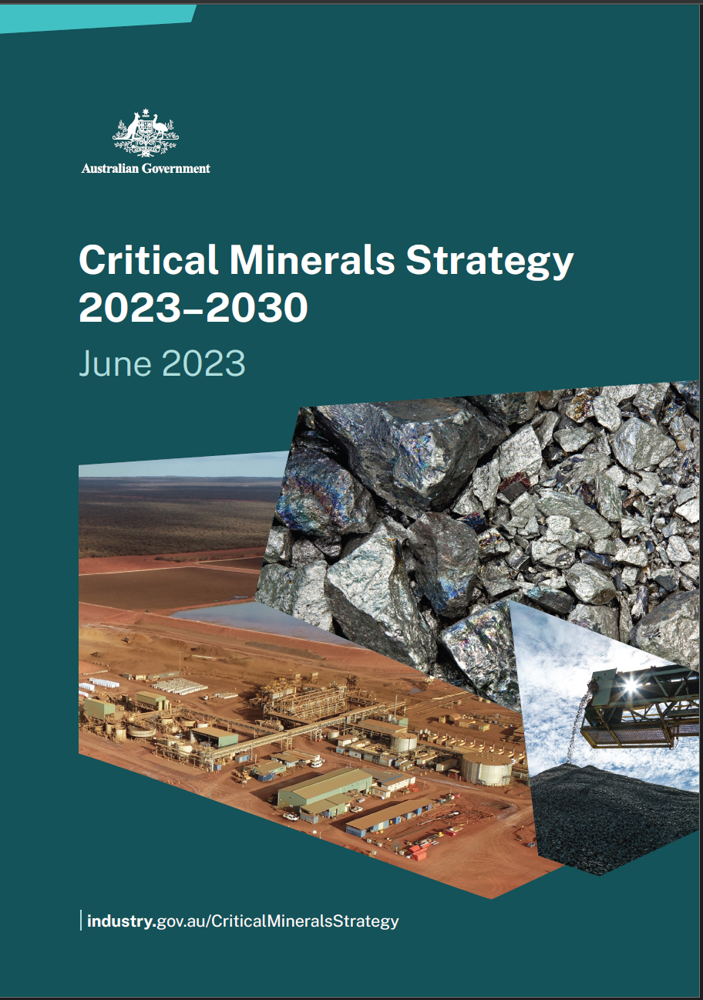 Australian Government
Critical Minerals Strategy
2023–2030
June 2023
industry.gov.au/CriticalMineralsStrategy